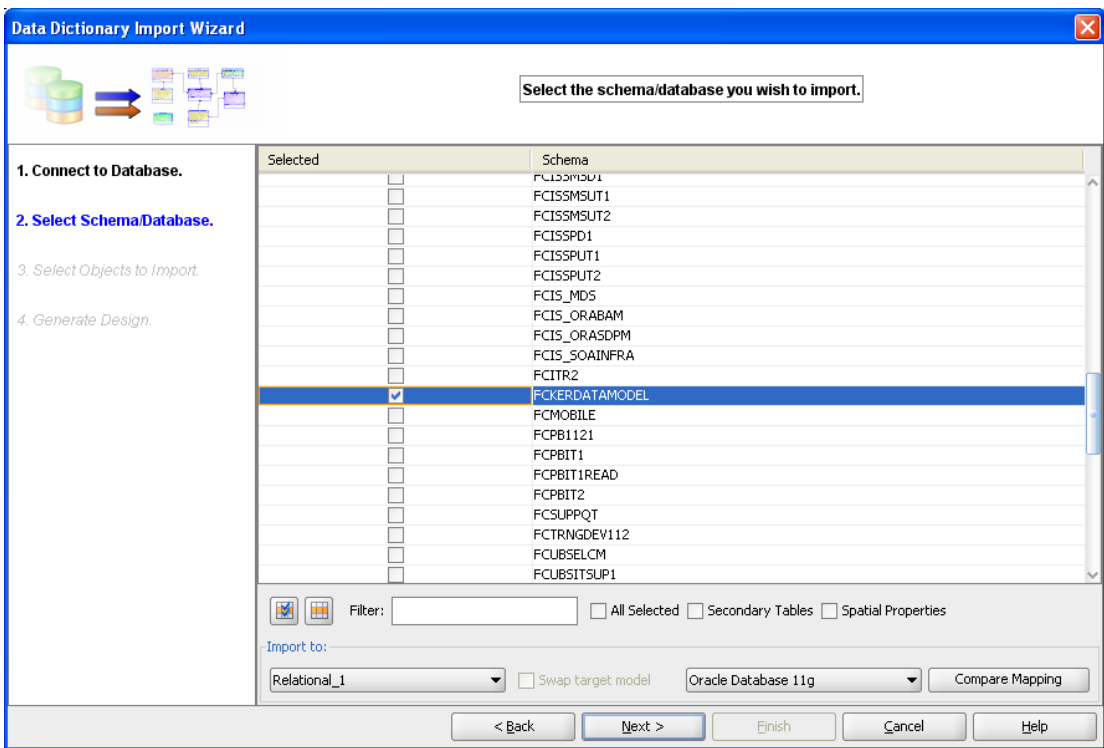 Data Dictionary Import Wizard
Select the schema/database you wish to import.
1. Connect to Database.
2. Select Schema/Database.
3. Select Objects to Import.
4. Generate Design.
Selected Schema
FCISSMSD1
FCISSMSUT1
FCISSMSUT2
FCISSPD1
FCISSPUT1
FCISSPUT2
FCIS_MDS
FCIS_ORABAM
FCIS_ORASDPM
FCIS_SOAINFRA
FCITR2
FCKERDATAMODEL
FCMOBILE
FCPB1121
FCPBIT1
FCPBIT1READ
FCPBIT2
FCSUPPQT
FCTRNGDEV112
FCUBSELCM
FCUBSITSUP1
Filter: All Selected Secondary Tables Spatial Properties
Import to:
Relational_1 Swap target model Oracle Database 11g Compare Mapping
< Back Next > Finish Cancel Help